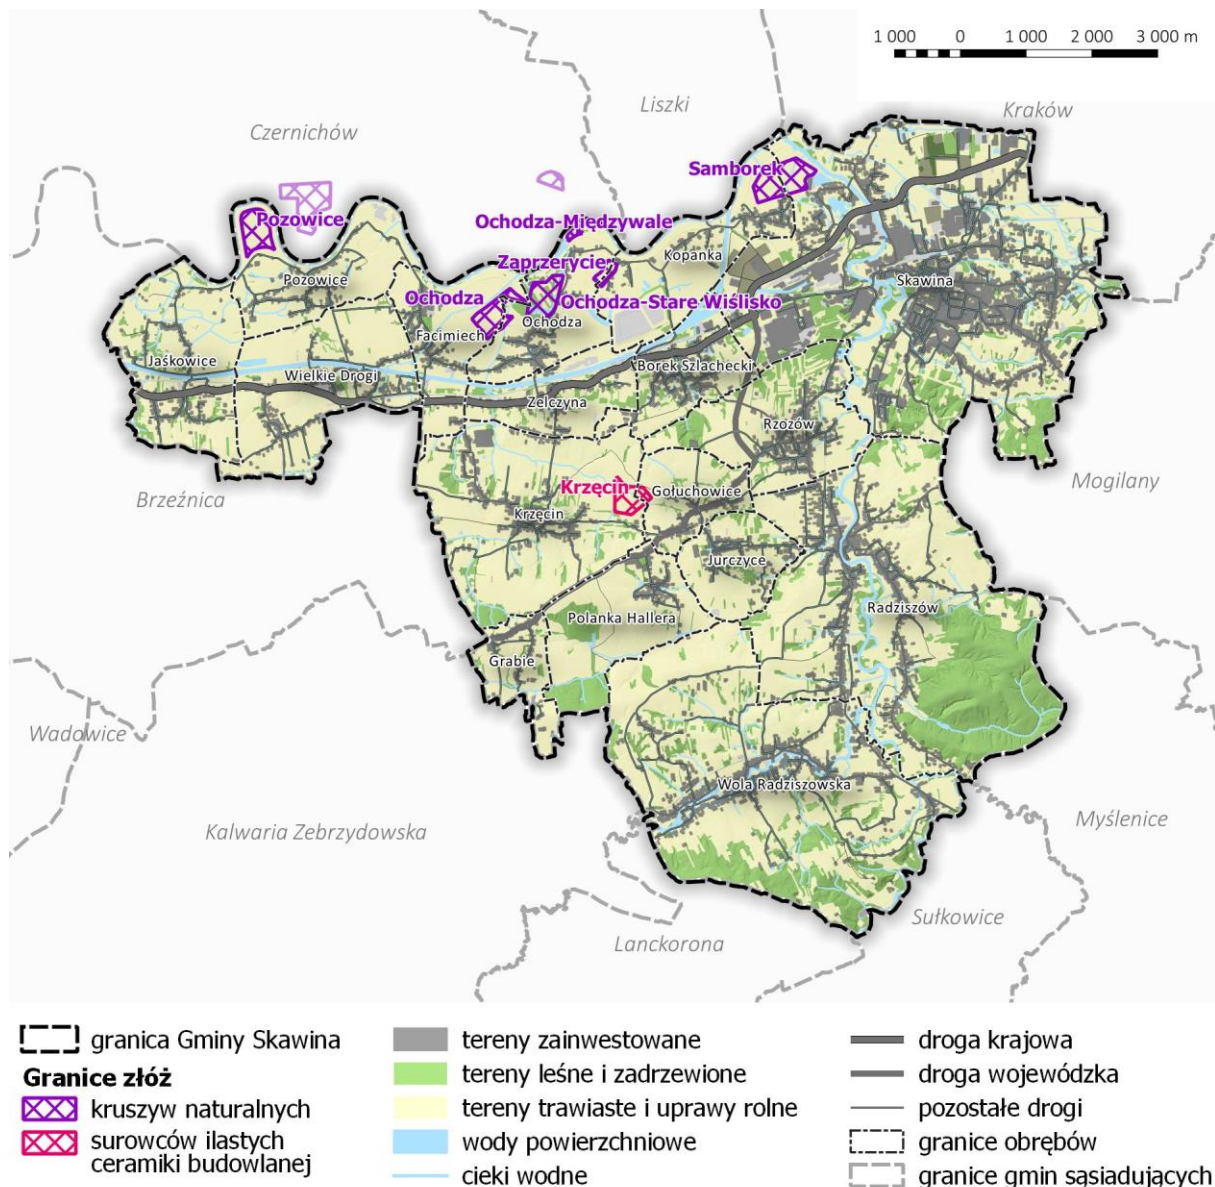 1 000 0 1 000 2 000 3 000 m
Liszki
Kraków
Czernichów
Samborek
Pozowice
Ochodza-Międzywale
Kopanka
Zaprzerycie
Pozowice
Skawina
Ochodza
Ochodza-Stare Wiślisko
Ochodza
Facimiech
Jaśkowice
Borek Szlachecki
Wielkie Drogi
Zelczyna
Rzozów
Mogilany
Krzęcin
Gołuchowice
Brzeźnica
Krzęcin
Jurczyce
Radziszów
Polanka Hallera
Grabie
Wadowice
Wola Radziszowska
Myślenice
Kalwaria Zebrzydowska
Sułkowice
Lanckorona
granica Gminy Skawina
Granice złóż
kruszyw naturalnych
surowców ilastych
ceramiki budowlanej
tereny zainwestowane
tereny leśne i zadrzewione
tereny trawiaste i uprawy rolne
wody powierzchniowe
cieki wodne
droga krajowa
droga wojewódzka
pozostałe drogi
granice obrębów
granice gmin sąsiadujących